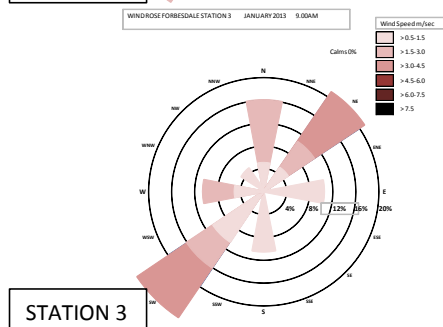 WINDROSE FORBESDALE STATION 3 JANUARY 2013 9.00AM
Wind Speed m/sec
>0.5-1.5
>1.5-3.0
>3.0-4.5
>4.5-6.0
>6.0-7.5
>7.5
Calms 0%
N
NNW
NNE
NW
NE
WNW
ENE
W
E
4% 8% 12% 16% 20%
WSW
ESE
SW
SE
SSW
SSE
S
STATION 3